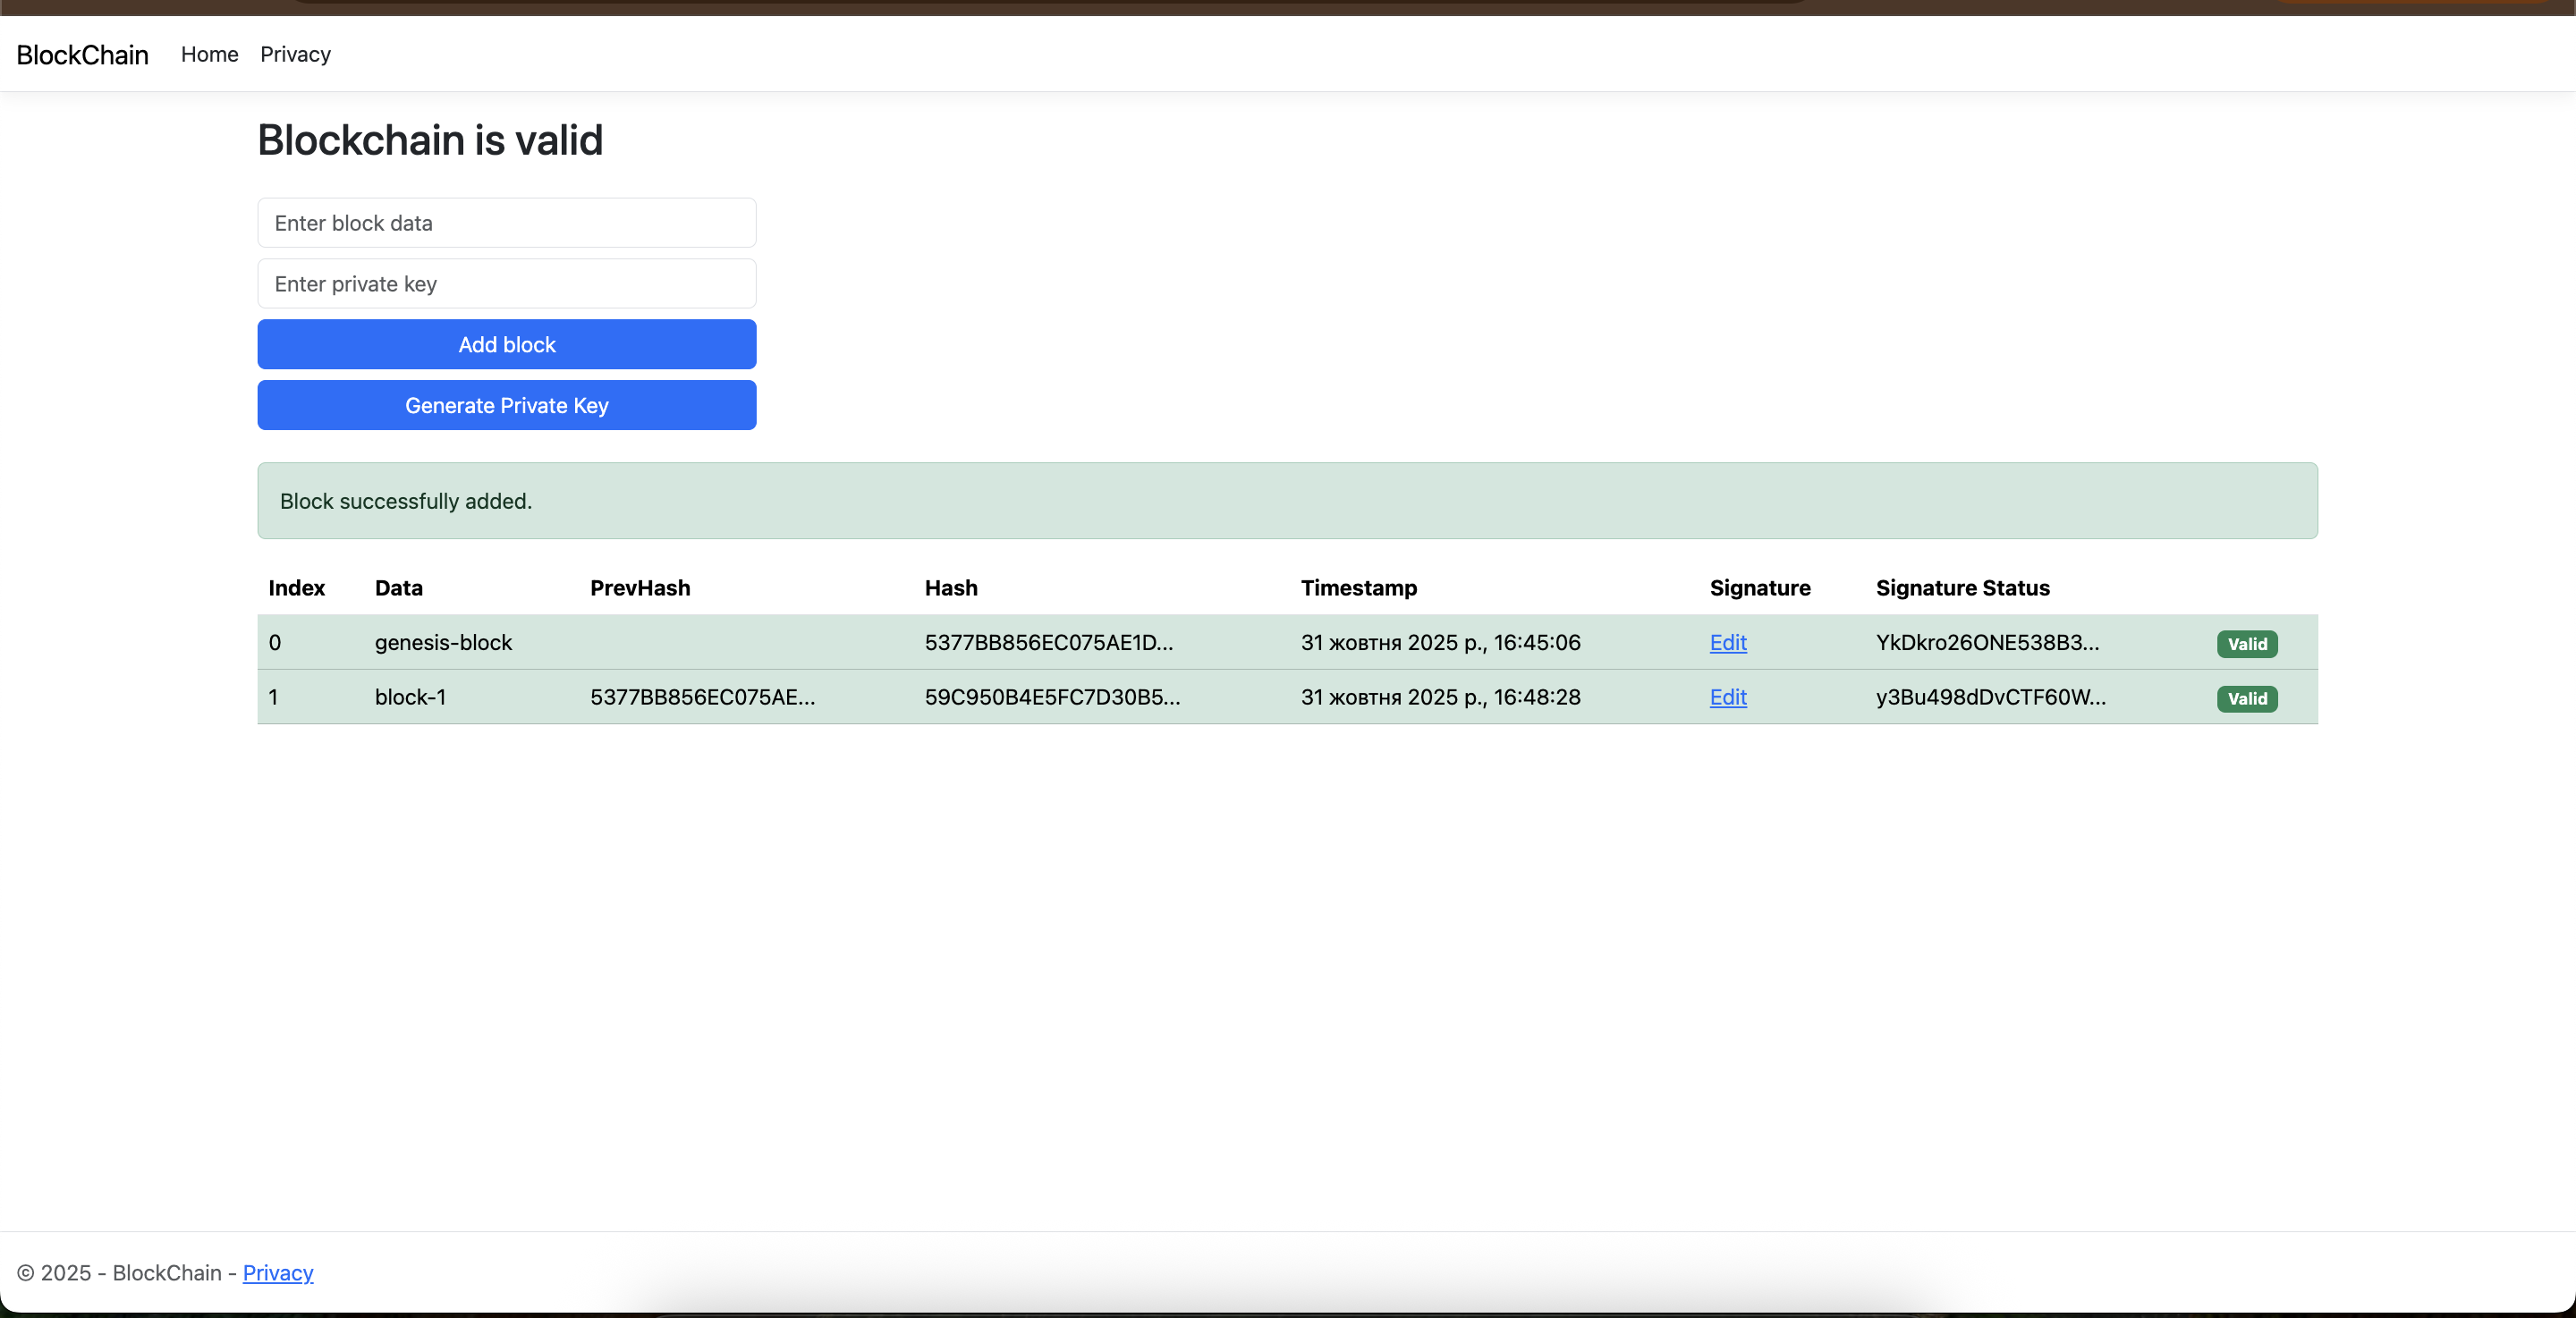 BlockChain Home Privacy
Blockchain is valid
Enter block data
Enter private key
Add block
Generate Private Key
Block successfully added.
Index Data PrevHash Hash Timestamp Signature Signature Status
0 genesis-block 5377BB856EC075AE1D... 31 жовтня 2025 р., 16:45:06 Edit YkDkro26ONE538B3... Valid
1 block-1 5377BB856EC075AE... 59C950B4E5FC7D30B5... 31 жовтня 2025 р., 16:48:28 Edit y3Bu498dDvCTF60W... Valid
© 2025 - BlockChain - Privacy